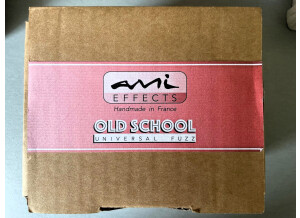 AMI
EFFECTS
Handmade in France
OLD SCHOOL
UNIVERSAL FUZZ